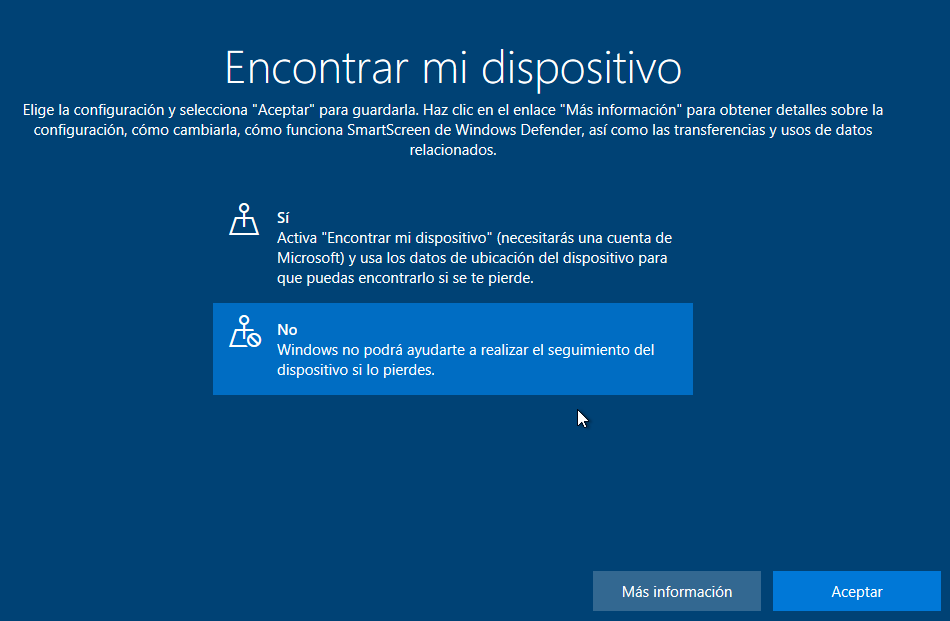 Encontrar mi dispositivo
Elige la configuración y selecciona "Aceptar" para guardarla. Haz clic en el enlace "Más información" para obtener detalles sobre la
configuración, cómo cambiarla, cómo funciona SmartScreen de Windows Defender, así como las transferencias y usos de datos
relacionados.
Sí
Activa "Encontrar mi dispositivo" (necesitarás una cuenta de
Microsoft) y usa los datos de ubicación del dispositivo para
que puedas encontrarlo si se te pierde.
No
Windows no podrá ayudarte a realizar el seguimiento del
dispositivo si lo pierdes.
Más información
Aceptar